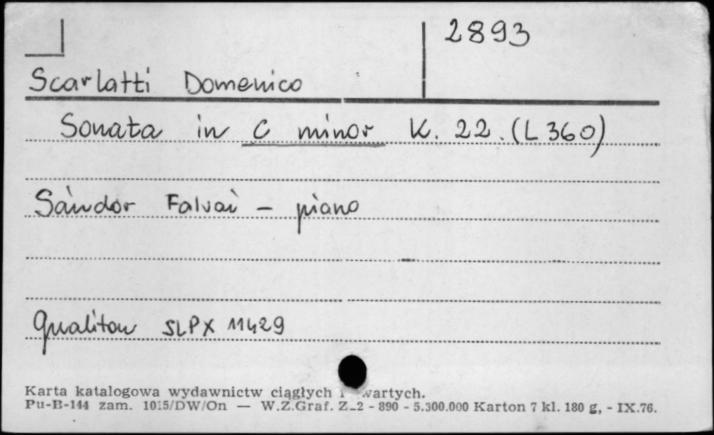 2893
Scarlatti Domenico
Sonata in C minor K. 22. (L 360)
Sándor Falvai – piano
Qualiton SLPX 11429
Karta katalogowa wydawnictw ciągłych i zwartych.
Pu-B-144 zam. 1015/DW/On — W.Z.Graf. Z-2 - 890 - 5.300.000 Karton 7 kl. 180 g, - IX.76.